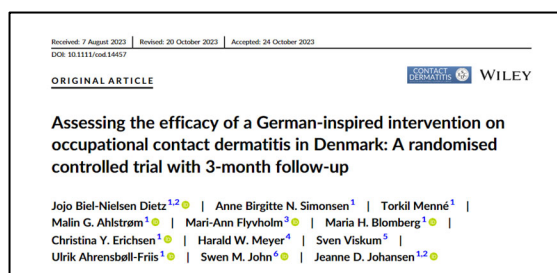 Received: 7 August 2023 | Revised: 20 October 2023 | Accepted: 24 October 2023
DOI: 10.1111/cod.14457
ORIGINAL ARTICLE
CONTACT DERMATITIS WILEY
Assessing the efficacy of a German-inspired intervention on
occupational contact dermatitis in Denmark: A randomised
controlled trial with 3-month follow-up
Jojo Biel-Nielsen Dietz 1,2 | Anne Birgitte N. Simonsen 1 | Torkil Menné 1 |
Malin G. Ahlström 1 | Mari-Ann Flyvholm 3 | Maria H. Blomberg 1 |
Christina Y. Erichsen 1 | Harald W. Meyer 4 | Sven Viskum 5 |
Ulrik Ahrensbøll-Friis 1 | Swen M. John 6 | Jeanne D. Johansen 1,2